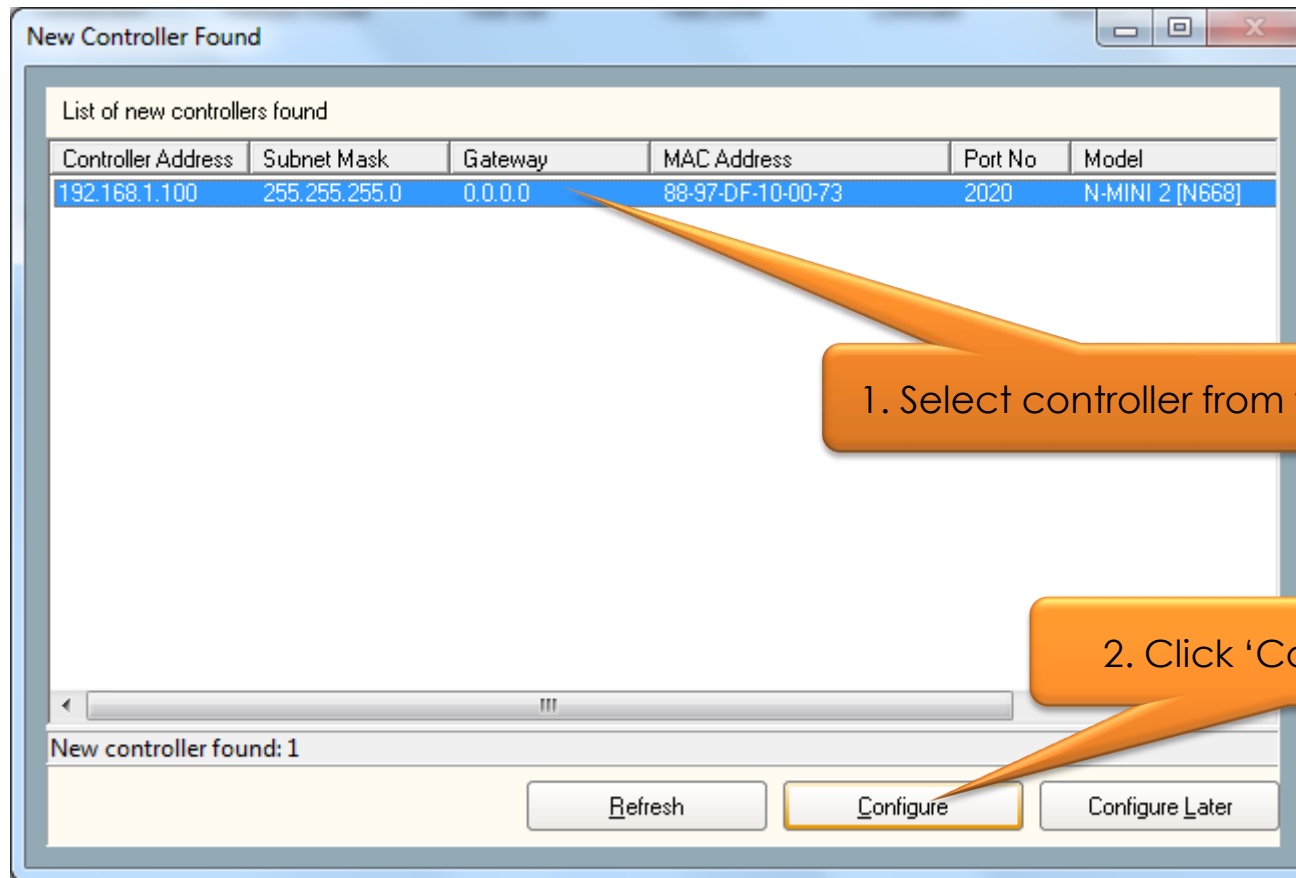 New Controller Found
List of new controllers found
Controller Address Subnet Mask Gateway MAC Address Port No Model
192.168.1.100 255.255.255.0 0.0.0.0 88-97-DF-10-00-73 2020 N-MINI 2 [N668]
1. Select controller from
2. Click ‘Co
New controller found: 1
Refresh Configure Configure Later